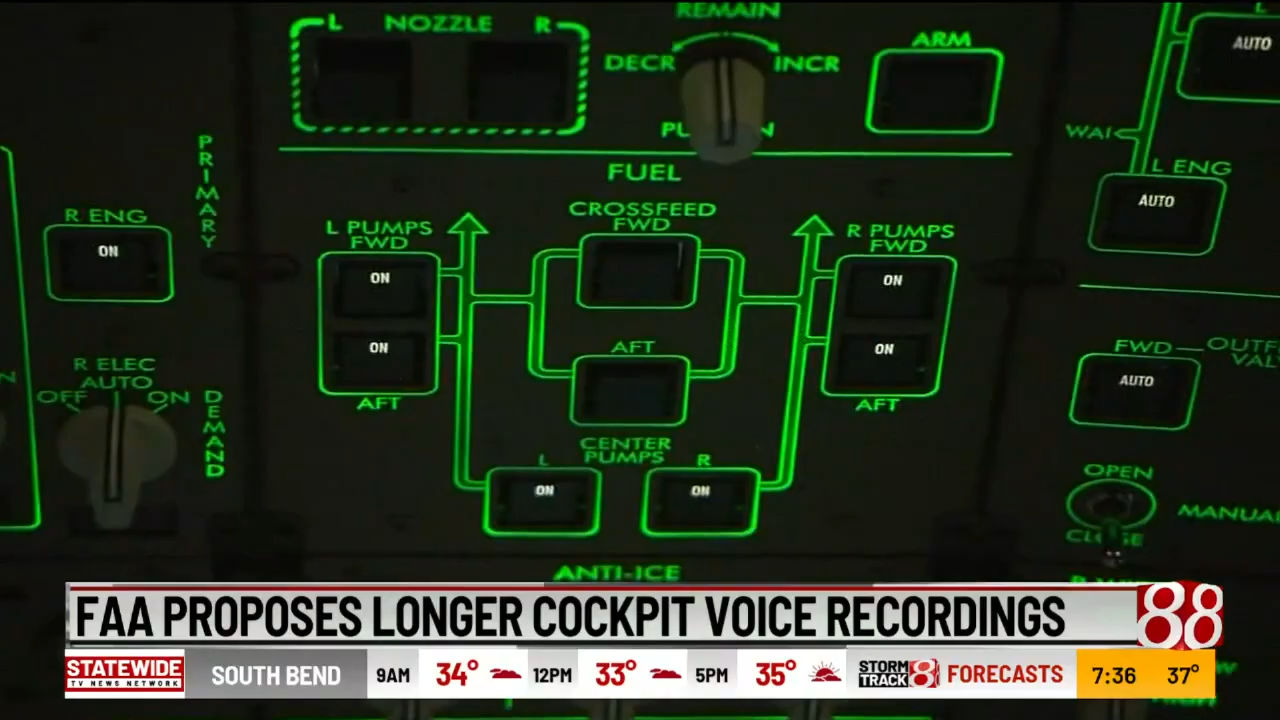 L NOZZLE R
REMAIN
DECR INCR
ARM
AUTO
WAI
L ENG
AUTO
PRIMARY
R ENG
ON
FUEL
CROSSFEED
FWD
L PUMPS
FWD
ON
ON
AFT
R PUMPS
FWD
ON
ON
AFT
AFT
CENTER
PUMPS
L R
ON ON
R ELEC
AUTO
OFF ON
DEMAND
FWD
AUTO
OPEN
CLOSE
ANTI-ICE
FAA PROPOSES LONGER COCKPIT VOICE RECORDINGS
88
STATEWIDE
TV NEWS NETWORK
SOUTH BEND 9AM 34° 12PM 33° 5PM 35°
STORM
TRACK 8
FORECASTS
7:36 37°